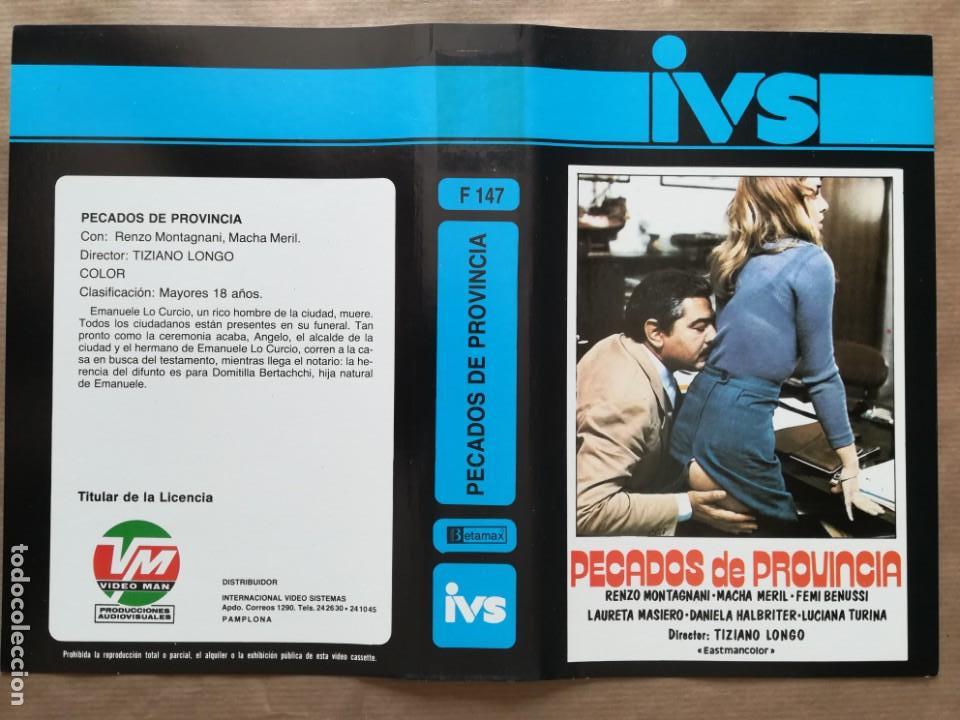 ivs
PECADOS DE PROVINCIA
Con: Renzo Montagnani, Macha Meril.
Director: TIZIANO LONGO
COLOR
Clasificación: Mayores 18 años.
Emanuele Lo Curcio, un rico hombre de la ciudad, muere.
Todos los ciudadanos están presentes en su funeral. Tan
pronto como la ceremonia acaba, Angelo, el alcalde de la
ciudad y el hermano de Emanuele Lo Curcio, corren a la ca-
sa en busca del testamento, mientras llega el notario: la he-
rencia del difunto es para Domitilla Bertachchi, hija natural
de Emanuele.
Titular de la Licencia
VM
VIDEO MAN
PRODUCCIONES
AUDIOVISUALES
DISTRIBUIDOR
INTERNACIONAL VIDEO SISTEMAS
Apdo. Correos 1290. Tels. 242630 • 241045
PAMPLONA
Prohibida la reproducción total o parcial, el alquiler o la exhibición pública de esta video cassette.
F 147
PECADOS DE PROVINCIA
Betamax
ivs
PECADOS de PROVINCIA
RENZO MONTAGNANI · MACHA MERIL · FEMI BENUSSI
LAURETA MASIERO · DANIELA HALBRITER · LUCIANA TURINA
Director: TIZIANO LONGO
«Eastmancolor»
todocoleccion